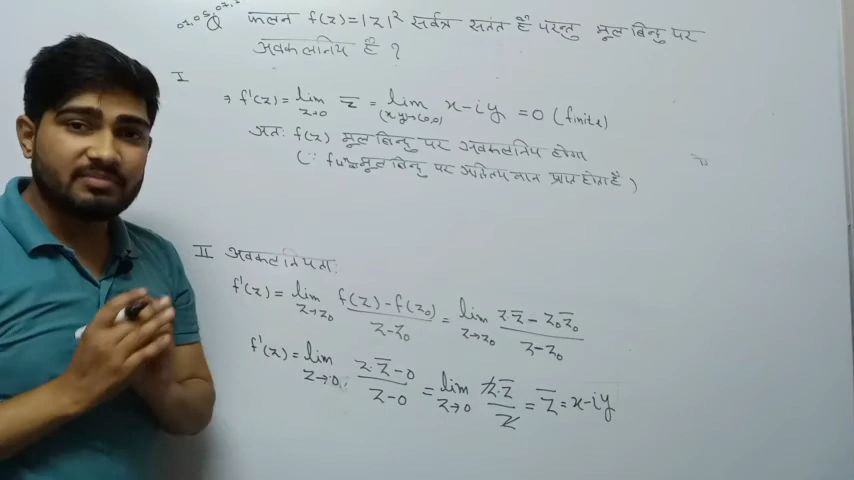 Q फलन f(z)=|z|² सर्वत्र सतत है परन्तु मूल बिन्दु पर
अवकलनिय है ?
I
⇒ f'(z) = lim z→0 z̅ = lim (x,y)→(0,0) x-iy = 0 (finite)
अतः f(z) मूल बिन्दु पर अवकलनिय होगा
(∵ fun मूल बिन्दु पर अद्वितिय मान प्राप्त होता है )
II अवकलनियता:
f'(z) = lim z→z₀ f(z)-f(z₀) / z-z₀ = lim z→z₀ zz̅ - z₀z̅₀ / z-z₀
f'(z) = lim z→0 z.z̅-0 / z-0 = lim z→0 z.z̅ / z = z̅ = x-iy